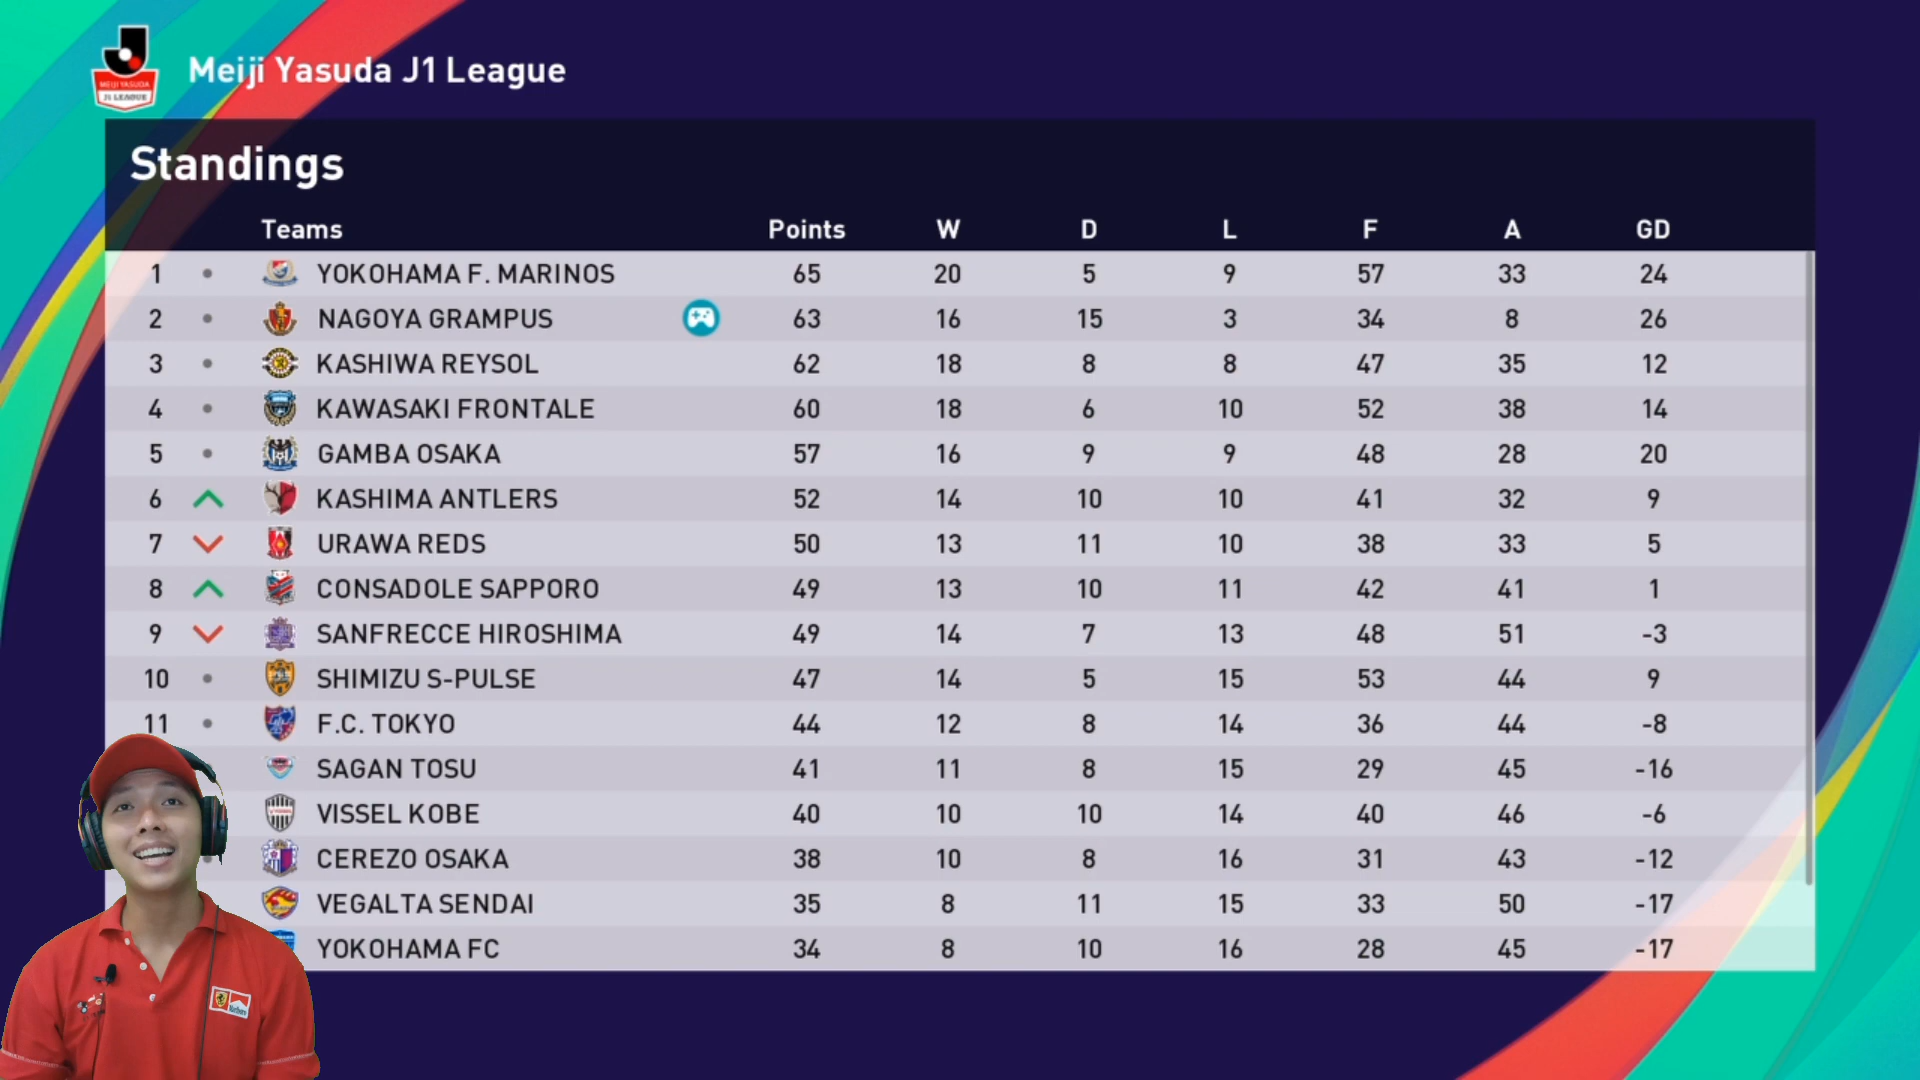 MEIJI YASUDA
J1 LEAGUE
Meiji Yasuda J1 League
Standings
Teams Points W D L F A GD
1 YOKOHAMA F. MARINOS 65 20 5 9 57 33 24
2 NAGOYA GRAMPUS 63 16 15 3 34 8 26
3 KASHIWA REYSOL 62 18 8 8 47 35 12
4 KAWASAKI FRONTALE 60 18 6 10 52 38 14
5 GAMBA OSAKA 57 16 9 9 48 28 20
6 KASHIMA ANTLERS 52 14 10 10 41 32 9
7 URAWA REDS 50 13 11 10 38 33 5
8 CONSADOLE SAPPORO 49 13 10 11 42 41 1
9 SANFRECCE HIROSHIMA 49 14 7 13 48 51 -3
10 SHIMIZU S-PULSE 47 14 5 15 53 44 9
11 F.C. TOKYO 44 12 8 14 36 44 -8
SAGAN TOSU 41 11 8 15 29 45 -16
VISSEL KOBE 40 10 10 14 40 46 -6
CEREZO OSAKA 38 10 8 16 31 43 -12
VEGALTA SENDAI 35 8 11 15 33 50 -17
YOKOHAMA FC 34 8 10 16 28 45 -17
Marlboro